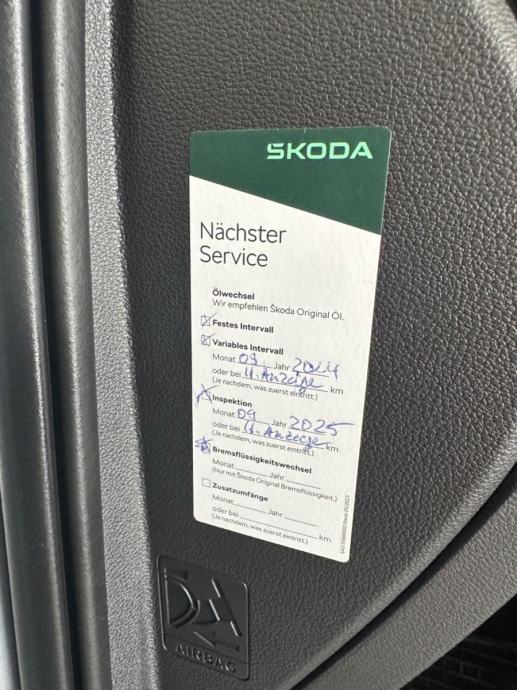 ŠKODA
Nächster
Service
Ölwechsel
Wir empfehlen Škoda Original Öl.
Festes Intervall
Variables Intervall
Monat 09 Jahr 2024
oder bei u. Anzeige km
(Je nachdem, was zuerst eintritt.)
Inspektion
Monat 09 Jahr 2025
oder bei u. Anzeige km
(Je nachdem, was zuerst eintritt.)
Bremsflüssigkeitswechsel
Monat Jahr
(Nur mit Škoda Original Bremsflüssigkeit.)
Zusatzumfänge
Monat Jahr
oder bei km
(Je nachdem, was zuerst eintritt.)
AIRBAG